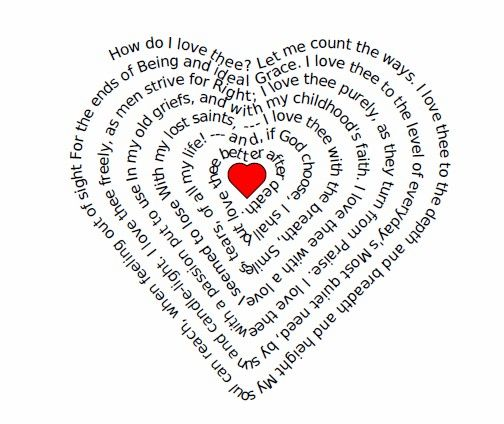 How do I love thee? Let me count the ways. I love thee to the depth and breadth and height My soul can reach, when feeling out of sight For the ends of Being and ideal Grace. I love thee to the level of everyday's Most quiet need, by sun and candle-light. I love thee freely, as men strive for Right; I love thee purely, as they turn from Praise. I love thee with a passion put to use In my old griefs, and with my childhood's faith, I love thee with a love I seemed to lose With my lost saints, --- I love thee with the breath, Smiles, tears, of all my life! --- and, if God choose, I shall but love thee better after death.